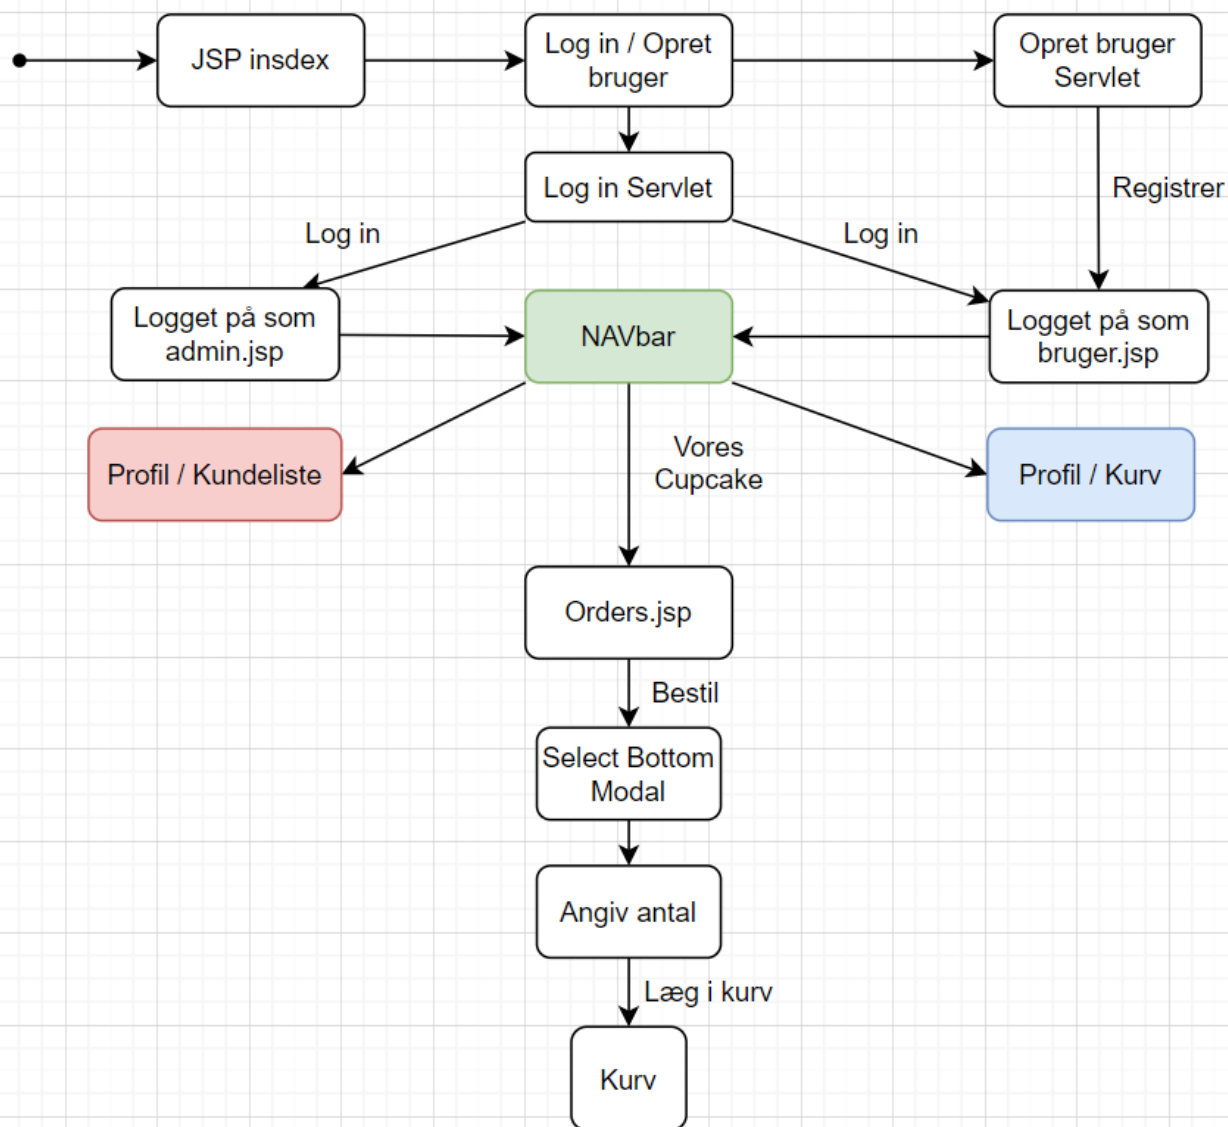 JSP insdex
Log in / Opret
bruger
Opret bruger
Servlet
Log in Servlet
Registrer
Log in
Log in
Logget på som
admin.jsp
NAVbar
Logget på som
bruger.jsp
Profil / Kundeliste
Vores
Cupcake
Profil / Kurv
Orders.jsp
Bestil
Select Bottom
Modal
Angiv antal
Læg i kurv
Kurv